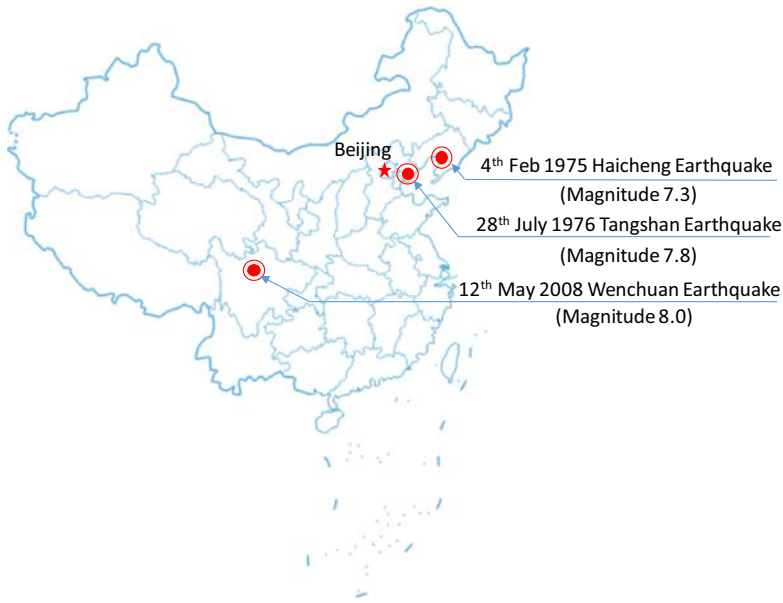 Beijing
4th Feb 1975 Haicheng Earthquake
(Magnitude 7.3)
28th July 1976 Tangshan Earthquake
(Magnitude 7.8)
12th May 2008 Wenchuan Earthquake
(Magnitude 8.0)